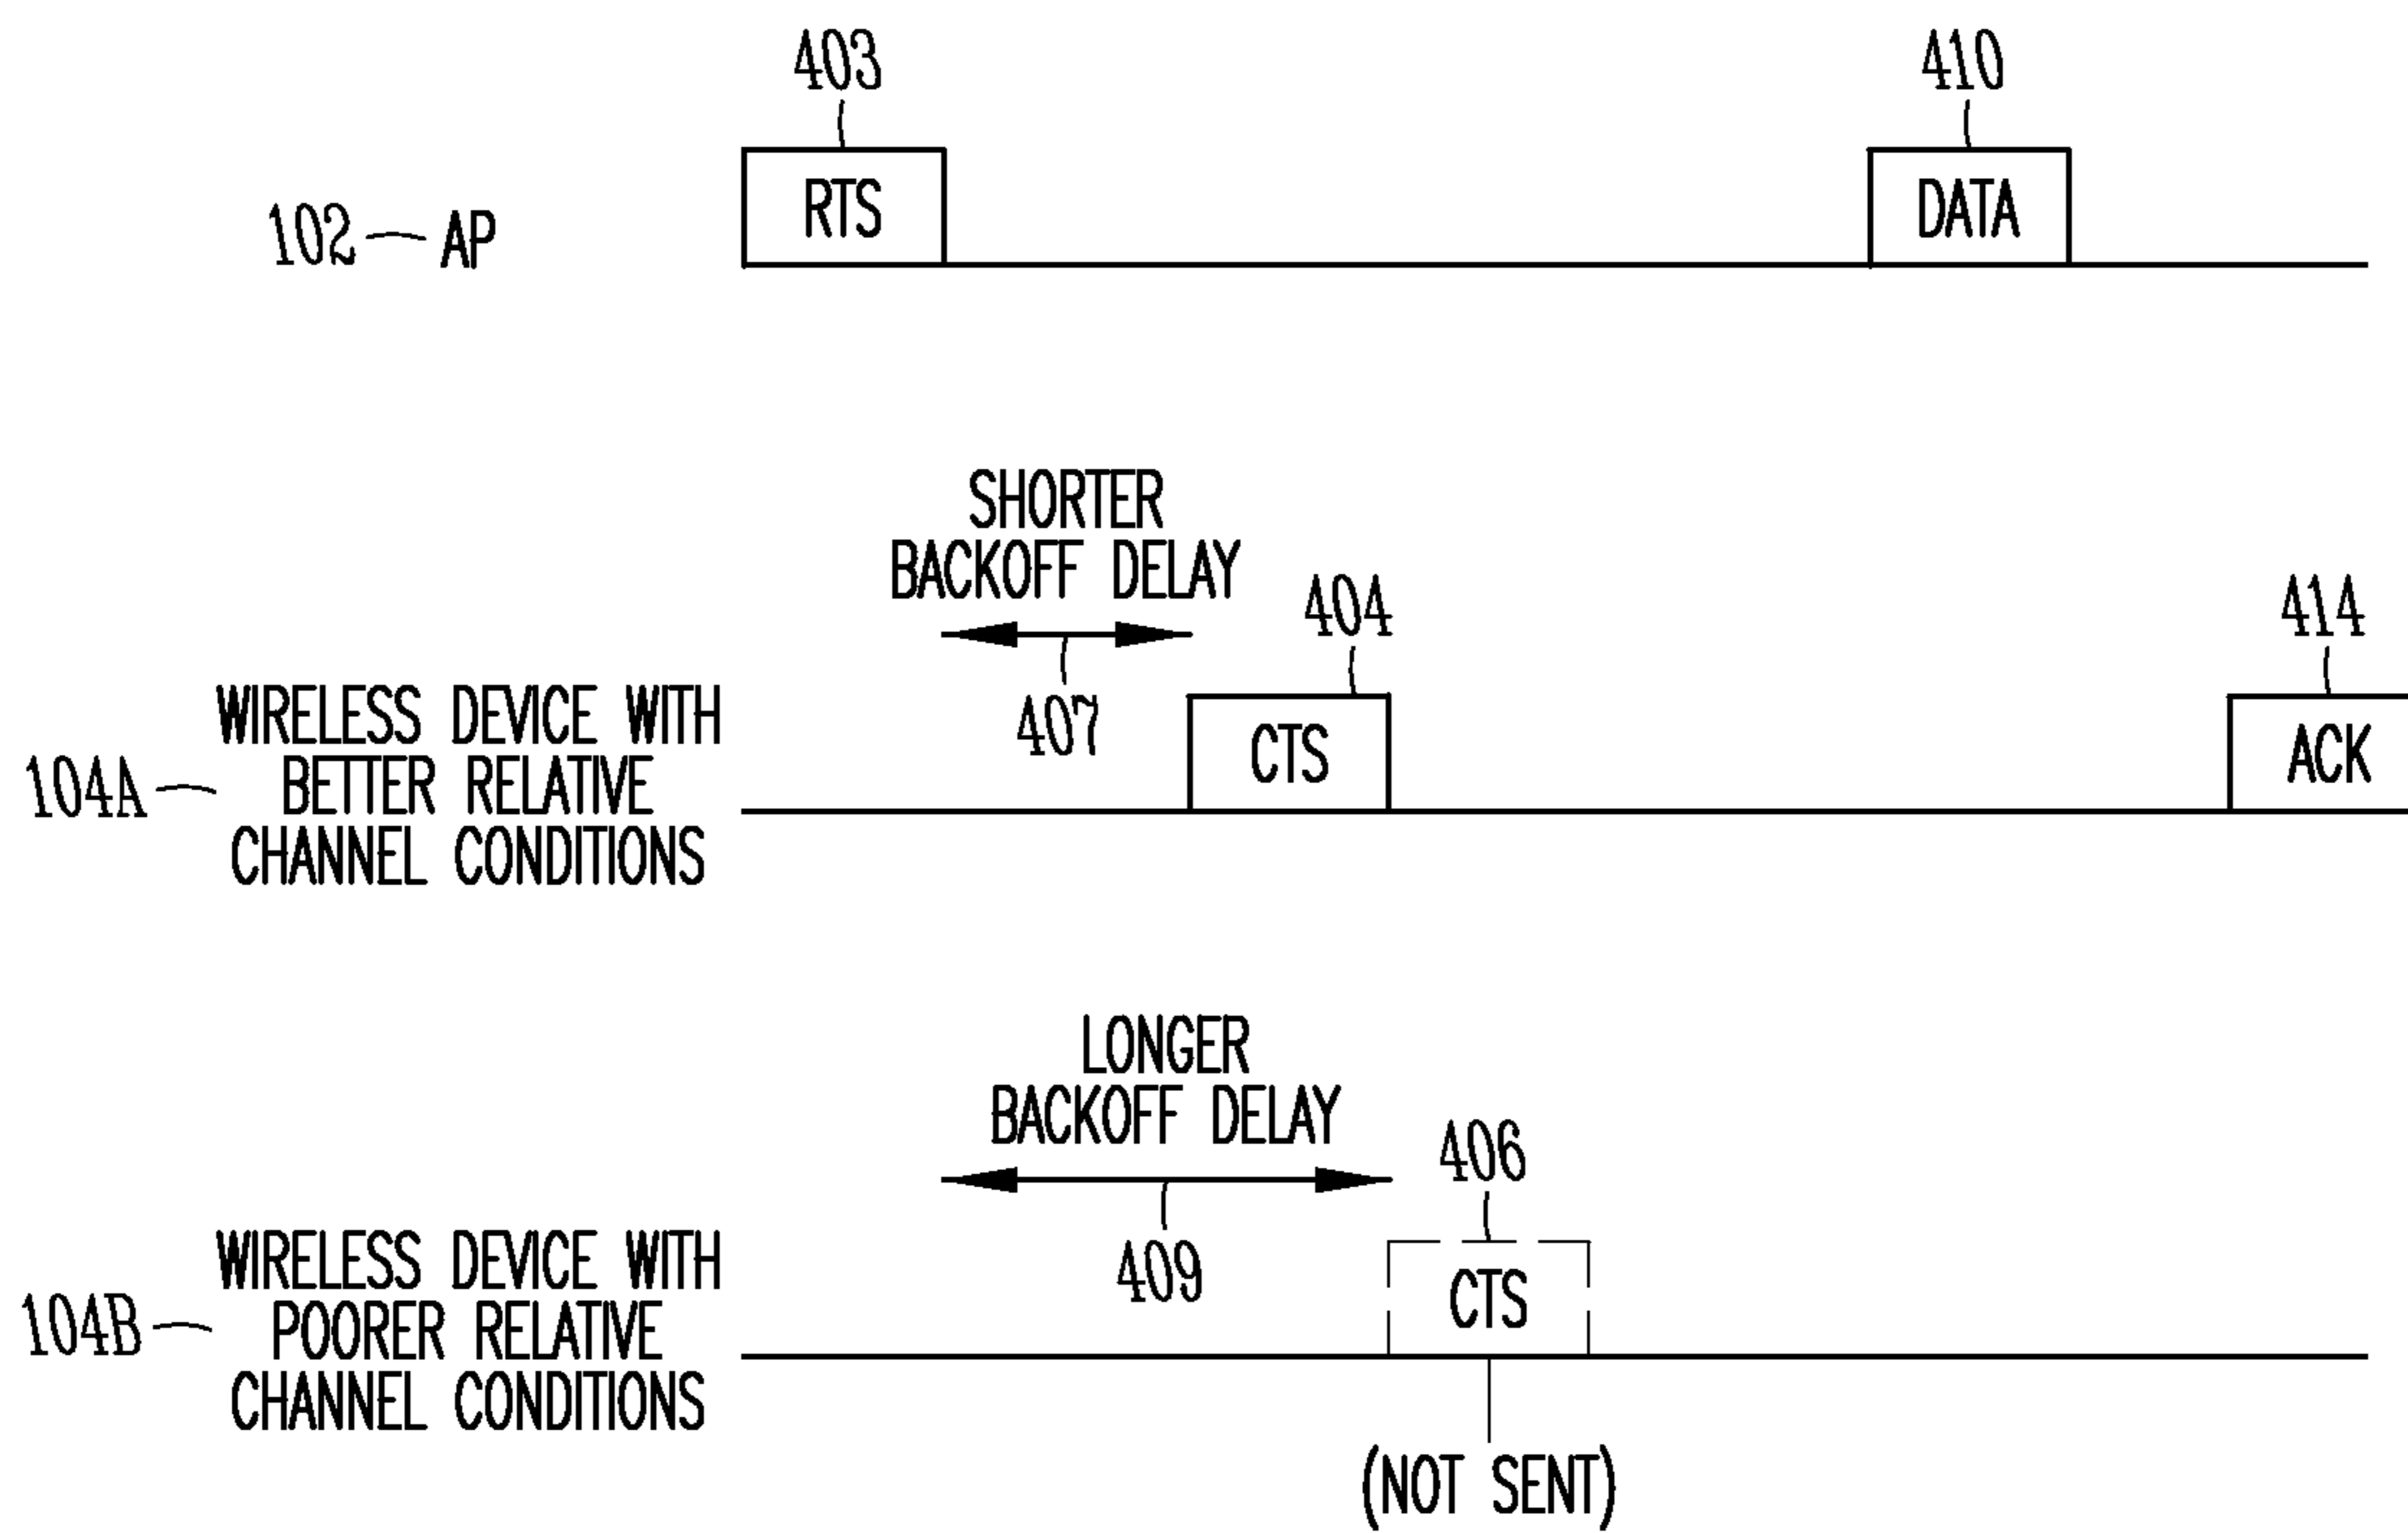 403
410
RTS
DATA
102 AP
SHORTER
BACKOFF DELAY
404
414
407
CTS
ACK
WIRELESS DEVICE WITH
104A BETTER RELATIVE
CHANNEL CONDITIONS
LONGER
BACKOFF DELAY
406
409
CTS
WIRELESS DEVICE WITH
104B POORER RELATIVE
CHANNEL CONDITIONS
(NOT SENT)